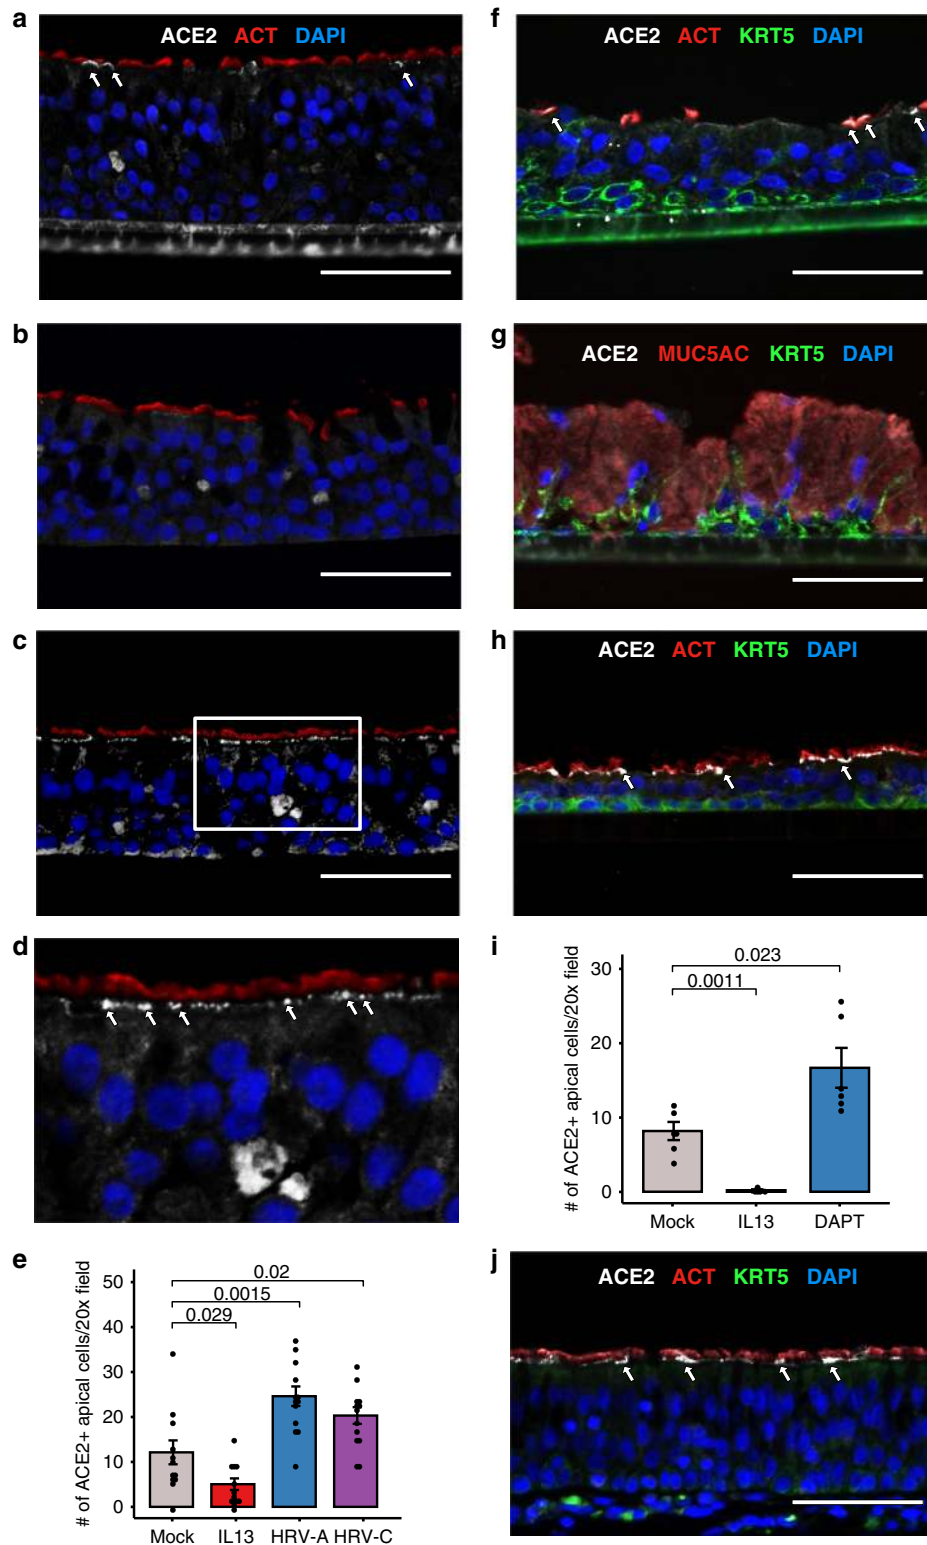 a
ACE2 ACT DAPI
b
c
d
e
# of ACE2+ apical cells/20x field
50
40
30
20
10
0
0.02
0.0015
0.029
Mock IL13 HRV-A HRV-C
f
ACE2 ACT KRT5 DAPI
g
ACE2 MUC5AC KRT5 DAPI
h
ACE2 ACT KRT5 DAPI
i
# of ACE2+ apical cells/20x field
30
20
10
0
0.023
0.0011
Mock IL13 DAPT
j
ACE2 ACT KRT5 DAPI